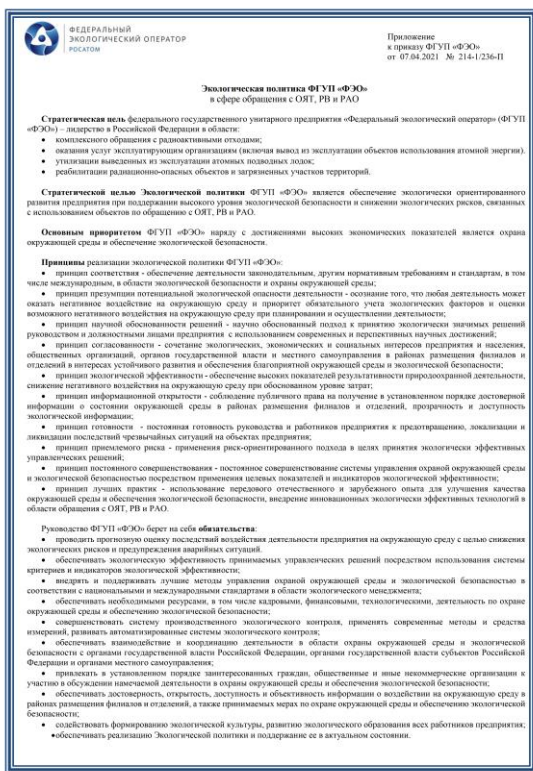 ФЕДЕРАЛЬНЫЙ
ЭКОЛОГИЧЕСКИЙ ОПЕРАТОР
РОСАТОМ
Приложение
к приказу ФГУП «ФЭО»
от 07.04.2021 № 214-1/236-П
Экологическая политика ФГУП «ФЭО»
в сфере обращения с ОЯТ, РВ и РАО
Стратегическая цель федерального государственного унитарного предприятия «Федеральный экологический оператор» (ФГУП
«ФЭО») – лидерство в Российской Федерации в области:
• комплексного обращения с радиоактивными отходами;
• оказания услуг эксплуатирующим организациям (включая вывод из эксплуатации объектов использования атомной энергии).
• утилизации выведенных из эксплуатации атомных подводных лодок;
• реабилитации радиационно-опасных объектов и загрязненных участков территорий.
Стратегической целью Экологической политики ФГУП «ФЭО» является обеспечение экологически ориентированного
развития предприятия при поддержании высокого уровня экологической безопасности и снижении экологических рисков, связанных
с использованием объектов по обращению с ОЯТ, РВ и РАО.
Основным приоритетом ФГУП «ФЭО» наряду с достижениями высоких экономических показателей является охрана
окружающей среды и обеспечение экологической безопасности.
Принципы реализации экологической политики ФГУП «ФЭО»:
• принцип соответствия - обеспечение деятельности законодательным, другим нормативным требованиям и стандартам, в том
числе международным, в области экологической безопасности и охраны окружающей среды;
• принцип презумпции потенциальной экологической опасности деятельности - осознание того, что любая деятельность может
оказать негативное воздействие на окружающую среду и приоритет обязательного учета экологических факторов и оценки
возможного негативного воздействия на окружающую среду при планировании и осуществлении деятельности;
• принцип научной обоснованности решений - научно обоснованный подход к принятию экологически значимых решений
руководством и должностными лицами предприятия с использованием современных и перспективных научных достижений;
• принцип согласованности - сочетание экологических, экономических и социальных интересов предприятия и населения,
общественных организаций, органов государственной власти и местного самоуправления в районах размещения филиалов и
отделений в интересах устойчивого развития и обеспечения благоприятной окружающей среды и экологической безопасности;
• принцип экологической эффективности - обеспечение высоких показателей результативности природоохранной деятельности,
снижение негативного воздействия на окружающую среду при обоснованном уровне затрат;
• принцип информационной открытости - соблюдение публичного права на получение в установленном порядке достоверной
информации о состоянии окружающей среды в районах размещения филиалов и отделений, прозрачность и доступность
экологической информации;
• принцип готовности - постоянная готовность руководства и работников предприятия к предотвращению, локализации и
ликвидации последствий чрезвычайных ситуаций на объектах предприятия;
• принцип приемлемого риска - применения риск-ориентированного подхода в целях принятия экологически эффективных
управленческих решений;
• принцип постоянного совершенствования - постоянное совершенствование системы управления охраной окружающей среды
и экологической безопасностью посредством применения целевых показателей и индикаторов экологической эффективности;
• принцип лучших практик - использование передового отечественного и зарубежного опыта для улучшения качества
окружающей среды и обеспечения экологической безопасности, внедрение инновационных экологически эффективных технологий в
области обращения с ОЯТ, РВ и РАО.
Руководство ФГУП «ФЭО» берет на себя обязательства:
• проводить прогнозную оценку последствий воздействия деятельности предприятия на окружающую среду с целью снижения
экологических рисков и предупреждения аварийных ситуаций.
• обеспечивать экологическую эффективность принимаемых управленческих решений посредством использования системы
критериев и индикаторов экологической эффективности;
• внедрять и поддерживать лучшие методы управления охраной окружающей среды и экологической безопасностью в
соответствии с национальными и международными стандартами в области экологического менеджмента;
• обеспечивать необходимыми ресурсами, в том числе кадровыми, финансовыми, технологическими, деятельность по охране
окружающей среды и обеспечению экологической безопасности;
• совершенствовать систему производственного экологического контроля, применять современные методы и средства
измерений, развивать автоматизированные системы экологического контроля;
• обеспечивать взаимодействие и координацию деятельности в области охраны окружающей среды и экологической
безопасности с органами государственной власти Российской Федерации, органами государственной власти субъектов Российской
Федерации и органами местного самоуправления;
• привлекать в установленном порядке заинтересованных граждан, общественные и иные некоммерческие организации к
участию в обсуждении намечаемой деятельности в охраны окружающей среды и обеспечения экологической безопасности;
• обеспечивать достоверность, открытость, доступность и объективность информации о воздействии на окружающую среду в
районах размещения филиалов и отделений, а также принимаемых мерах по охране окружающей среды и обеспечению экологической
безопасности;
• содействовать формированию экологической культуры, развитию экологического образования всех работников предприятия;
•обеспечивать реализацию Экологической политики и поддержание ее в актуальном состоянии.